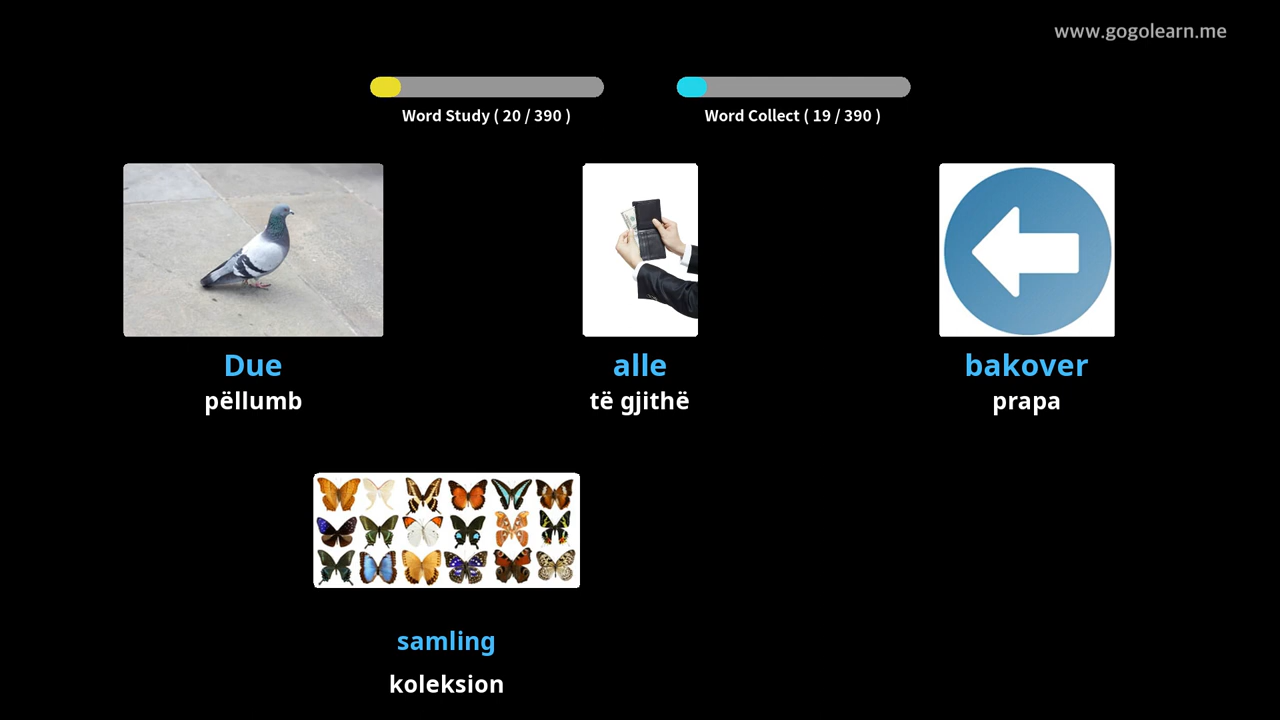 www.gogolearn.me
Word Study ( 20 / 390 )
Word Collect ( 19 / 390 )
Due
alle
bakover
pëllumb
të gjithë
prapa
samling
koleksion